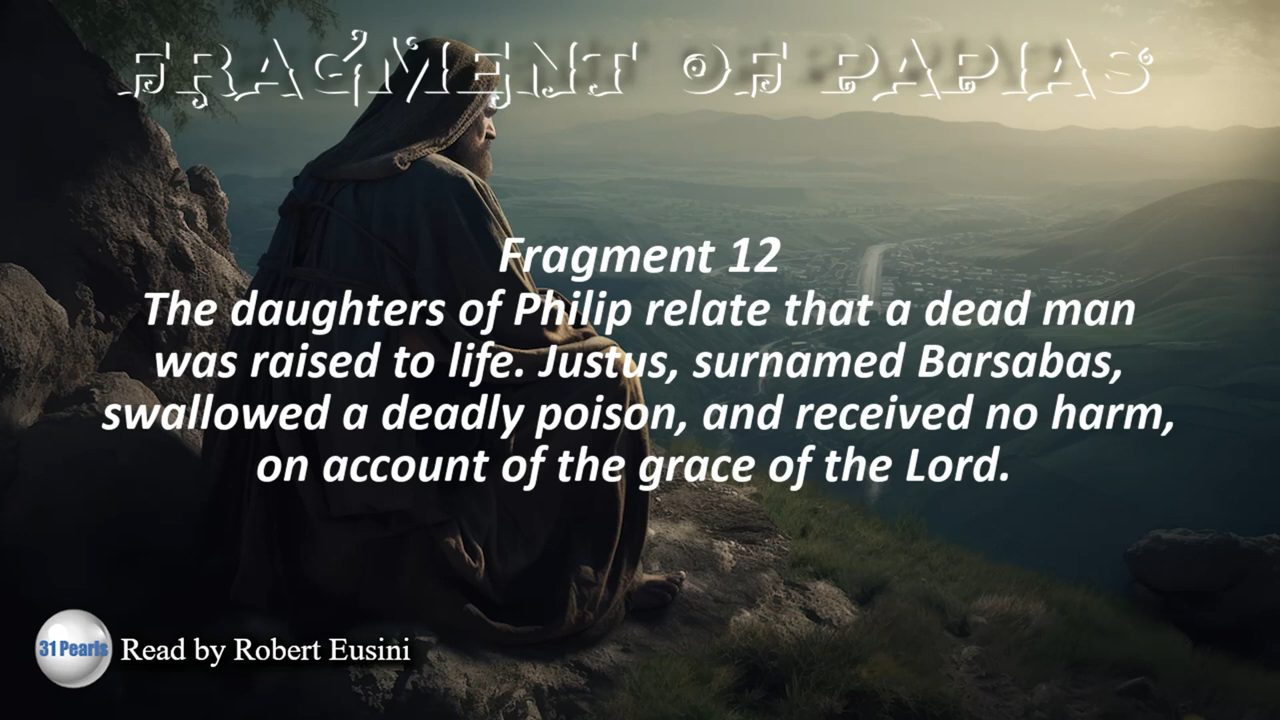 FRAGMENT OF PAPIAS
Fragment 12
The daughters of Philip relate that a dead man
was raised to life. Justus, surnamed Barsabas,
swallowed a deadly poison, and received no harm,
on account of the grace of the Lord.
31 Pearls
Read by Robert Eusini